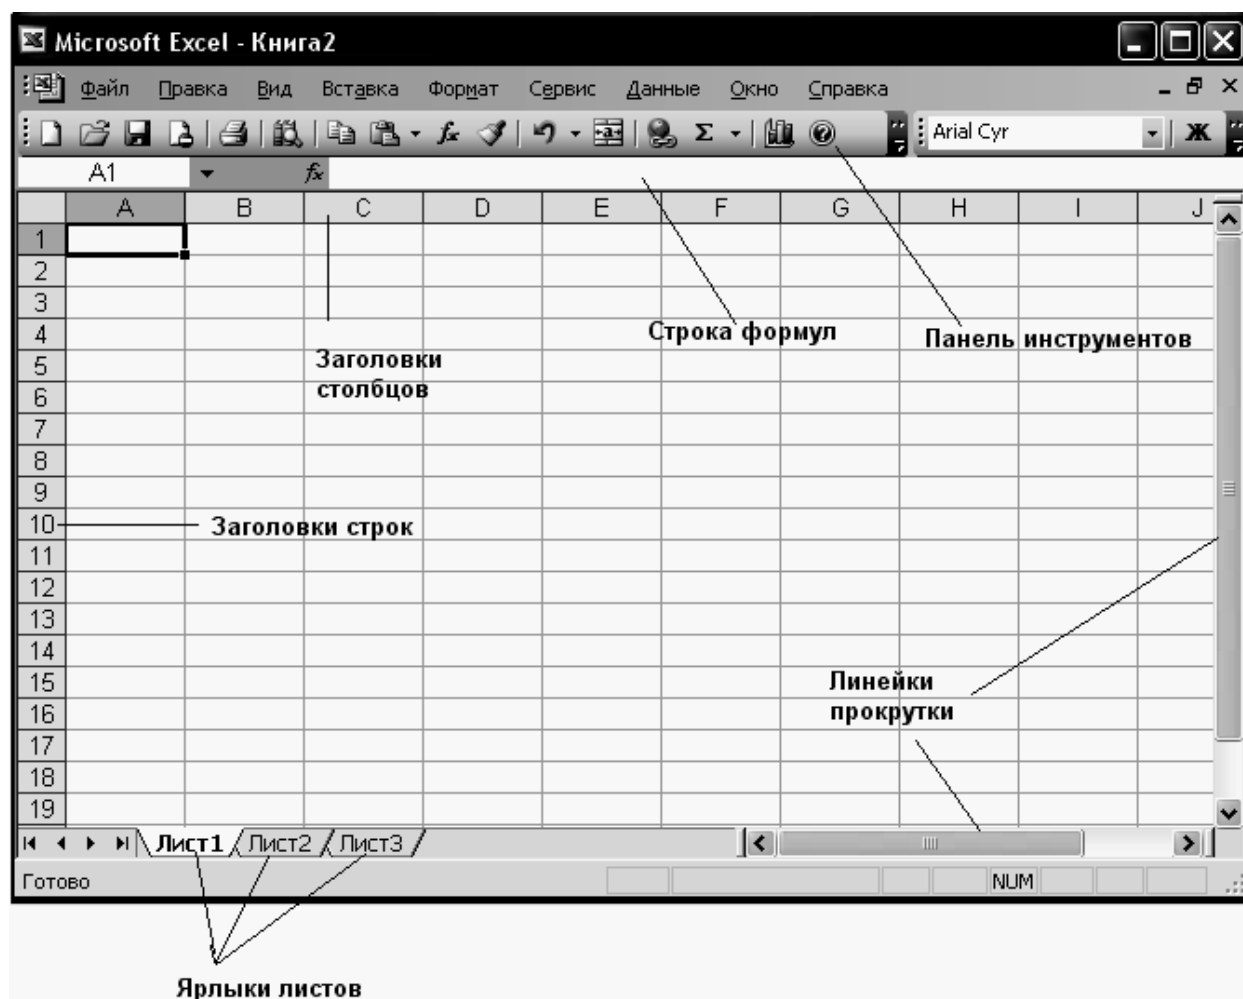 Microsoft Excel - Книга2
Файл Правка Вид Вставка Формат Сервис Данные Окно Справка
Arial Cyr Ж
A1 fx
A B C D E F G H I J
1
2
3
4
Строка формул
Панель инструментов
5
Заголовки
столбцов
6
7
8
9
10
Заголовки строк
11
12
13
14
15
Линейки
прокрутки
16
17
18
19
Лист1 Лист2 Лист3
Готово NUM
Ярлыки листов